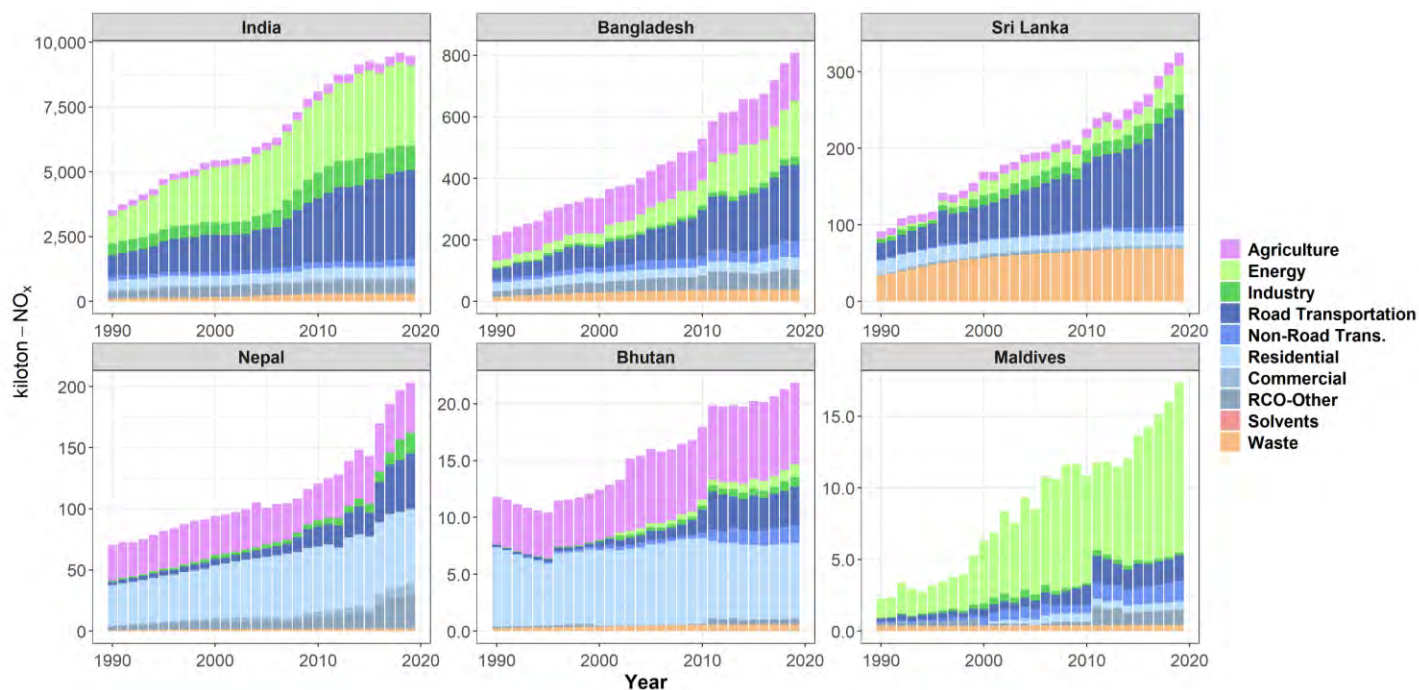 India
Bangladesh
Sri Lanka
10,000
7,500
5,000
2,500
0
1990 2000 2010 2020
800
600
400
200
0
1990 2000 2010 2020
300
200
100
0
1990 2000 2010 2020
Nepal
Bhutan
Maldives
200
150
100
50
0
1990 2000 2010 2020
20.0
15.0
10.0
5.0
0.0
1990 2000 2010 2020
15.0
10.0
5.0
0.0
1990 2000 2010 2020
kiloton – NOx
Year
Agriculture
Energy
Industry
Road Transportation
Non-Road Trans.
Residential
Commercial
RCO-Other
Solvents
Waste